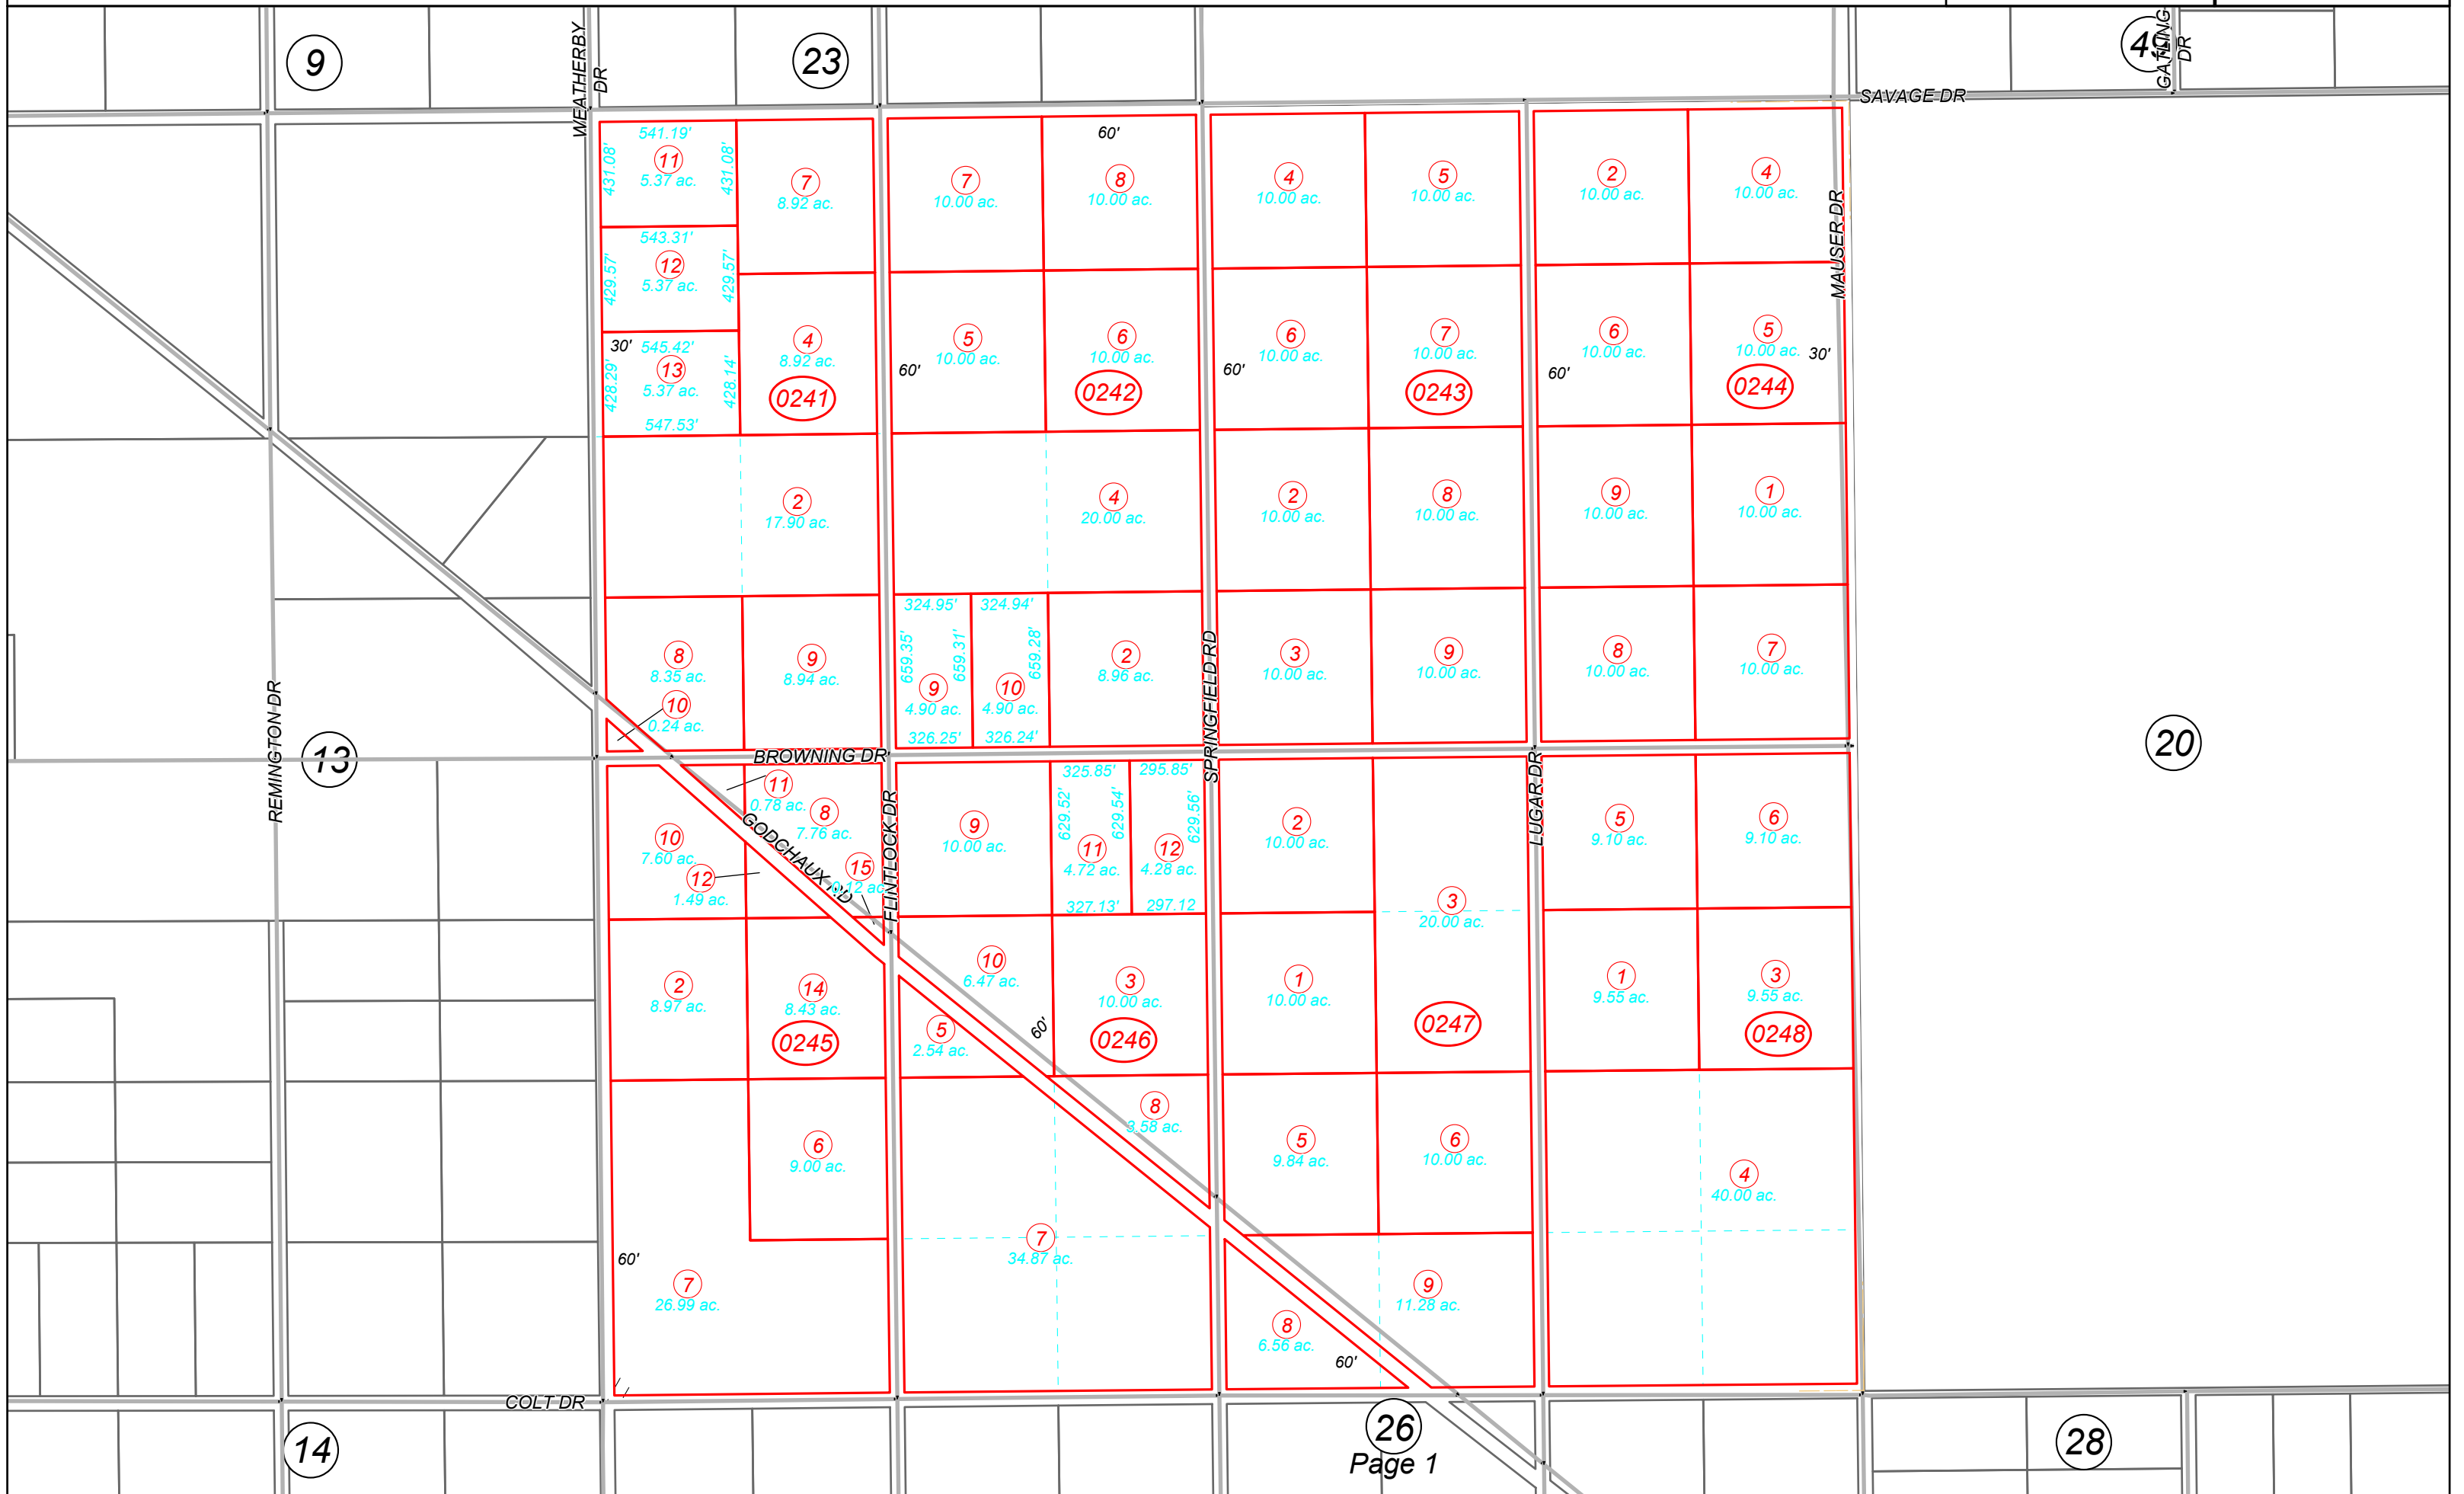 9
23
49
WEATHERBY
DR
GATLING
DR
SAVAGE DR
541.19'
11
5.37 ac.
431.08'
431.08'
7
8.92 ac.
7
10.00 ac.
60'
8
10.00 ac.
4
10.00 ac.
5
10.00 ac.
2
10.00 ac.
4
10.00 ac.
MAUSER DR
543.31'
12
5.37 ac.
429.57'
429.57'
30'
545.42'
13
5.37 ac.
428.29'
428.14'
547.53'
4
8.92 ac.
0241
60'
5
10.00 ac.
6
10.00 ac.
0242
60'
6
10.00 ac.
7
10.00 ac.
0243
60'
6
10.00 ac.
5
10.00 ac.
30'
0244
2
17.90 ac.
4
20.00 ac.
2
10.00 ac.
8
10.00 ac.
9
10.00 ac.
1
10.00 ac.
324.95'
324.94'
659.35'
659.31'
659.28'
8
8.35 ac.
9
8.94 ac.
10
0.24 ac.
9
4.90 ac.
10
4.90 ac.
326.25'
326.24'
2
8.96 ac.
SPRINGFIELD RD
3
10.00 ac.
9
10.00 ac.
8
10.00 ac.
7
10.00 ac.
REMINGTON DR
13
20
BROWNING DR
11
0.78 ac.
8
7.76 ac.
10
7.60 ac.
12
1.49 ac.
GODCHAUX RD
15
0.12 ac.
FLINTLOCK DR
9
10.00 ac.
325.85'
295.85'
629.52'
629.54'
629.56'
11
4.72 ac.
12
4.28 ac.
327.13'
297.12
2
10.00 ac.
LUGAR DR
3
20.00 ac.
5
9.10 ac.
6
9.10 ac.
2
8.97 ac.
14
8.43 ac.
0245
10
6.47 ac.
5
2.54 ac.
60'
3
10.00 ac.
0246
1
10.00 ac.
0247
1
9.55 ac.
3
9.55 ac.
0248
6
9.00 ac.
8
3.58 ac.
5
9.84 ac.
6
10.00 ac.
4
40.00 ac.
60'
7
26.99 ac.
7
34.87 ac.
8
6.56 ac.
60'
9
11.28 ac.
COLT DR
14
26
Page 1
28